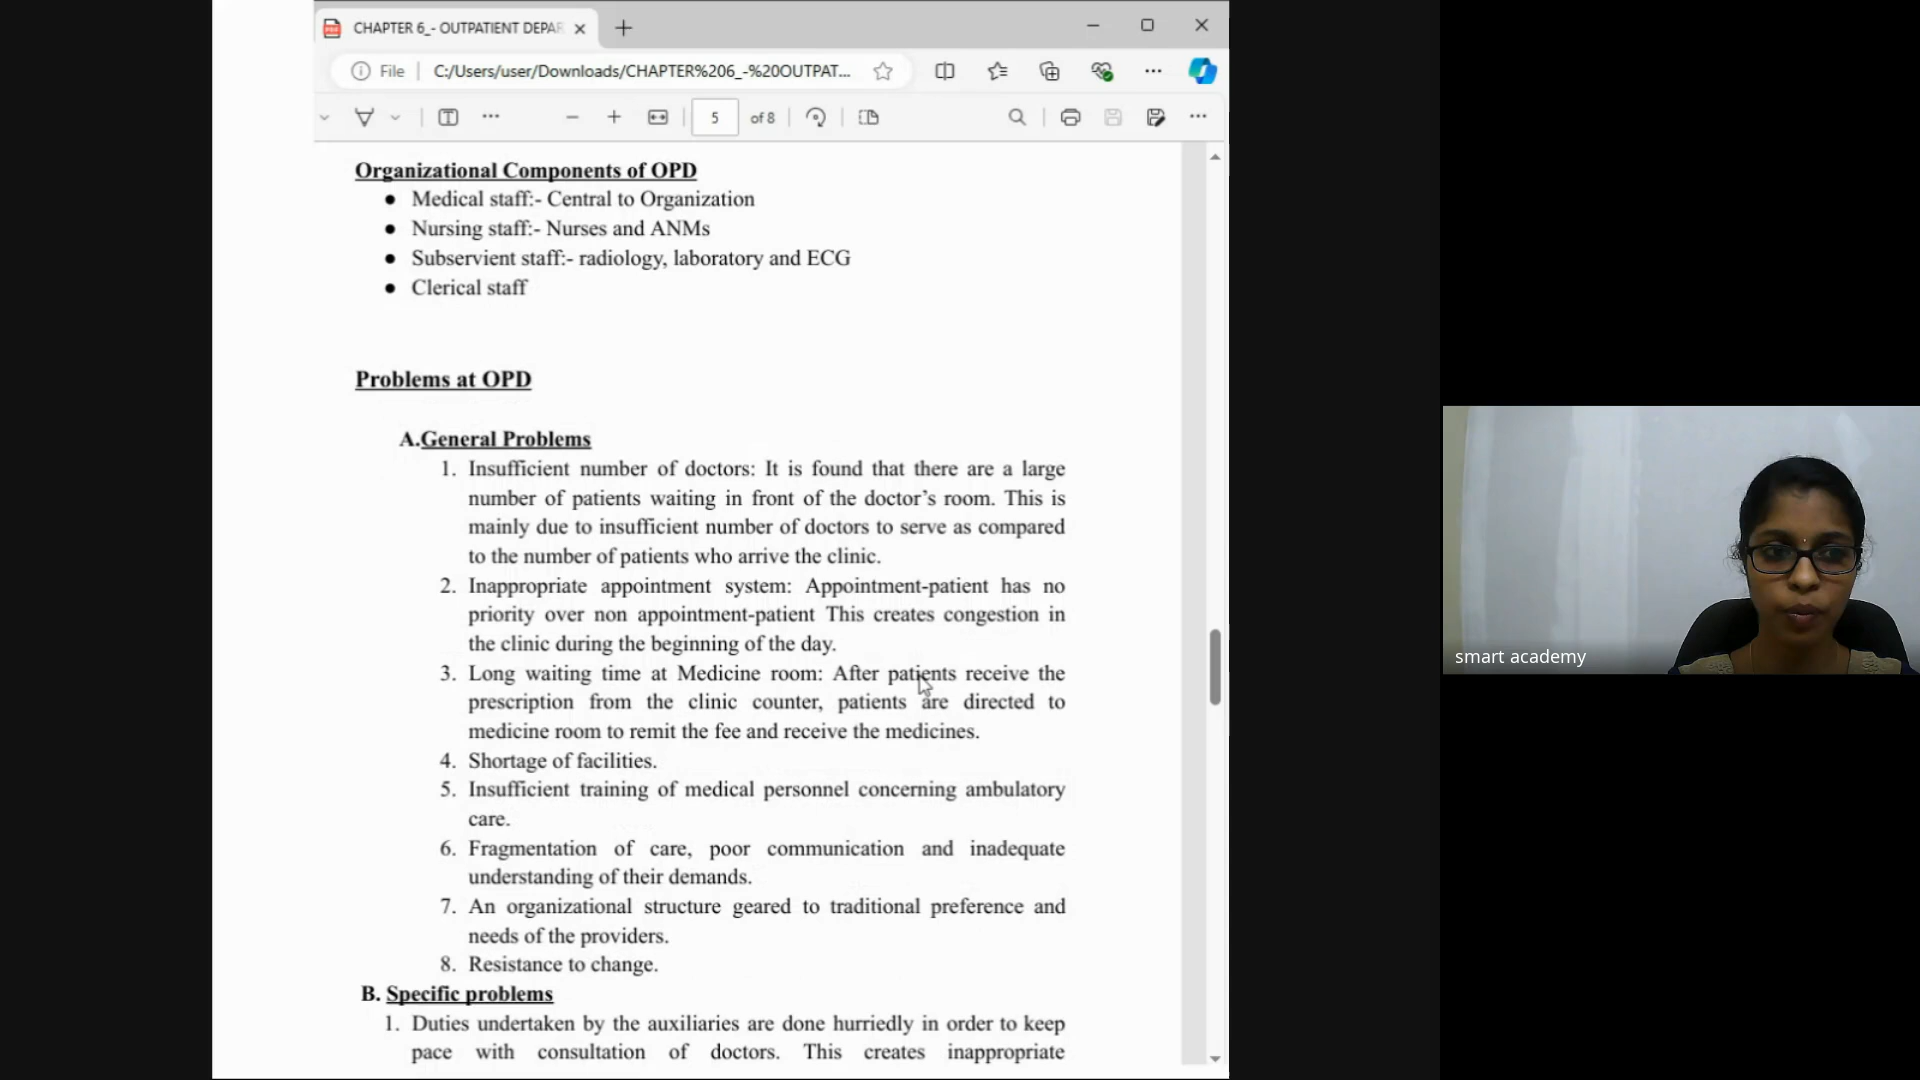 CHAPTER 6_- OUTPATIENT DEPAR
File
C:/Users/user/Downloads/CHAPTER%206_-%20OUTPAT...
5 of 8
Organizational Components of OPD
● Medical staff:- Central to Organization
● Nursing staff:- Nurses and ANMs
● Subservient staff:- radiology, laboratory and ECG
● Clerical staff
Problems at OPD
A.General Problems
1. Insufficient number of doctors: It is found that there are a large
number of patients waiting in front of the doctor’s room. This is
mainly due to insufficient number of doctors to serve as compared
to the number of patients who arrive the clinic.
2. Inappropriate appointment system: Appointment-patient has no
priority over non appointment-patient This creates congestion in
the clinic during the beginning of the day.
3. Long waiting time at Medicine room: After patients receive the
prescription from the clinic counter, patients are directed to
medicine room to remit the fee and receive the medicines.
4. Shortage of facilities.
5. Insufficient training of medical personnel concerning ambulatory
care.
6. Fragmentation of care, poor communication and inadequate
understanding of their demands.
7. An organizational structure geared to traditional preference and
needs of the providers.
8. Resistance to change.
B. Specific problems
1. Duties undertaken by the auxiliaries are done hurriedly in order to keep
pace with consultation of doctors. This creates inappropriate
smart academy